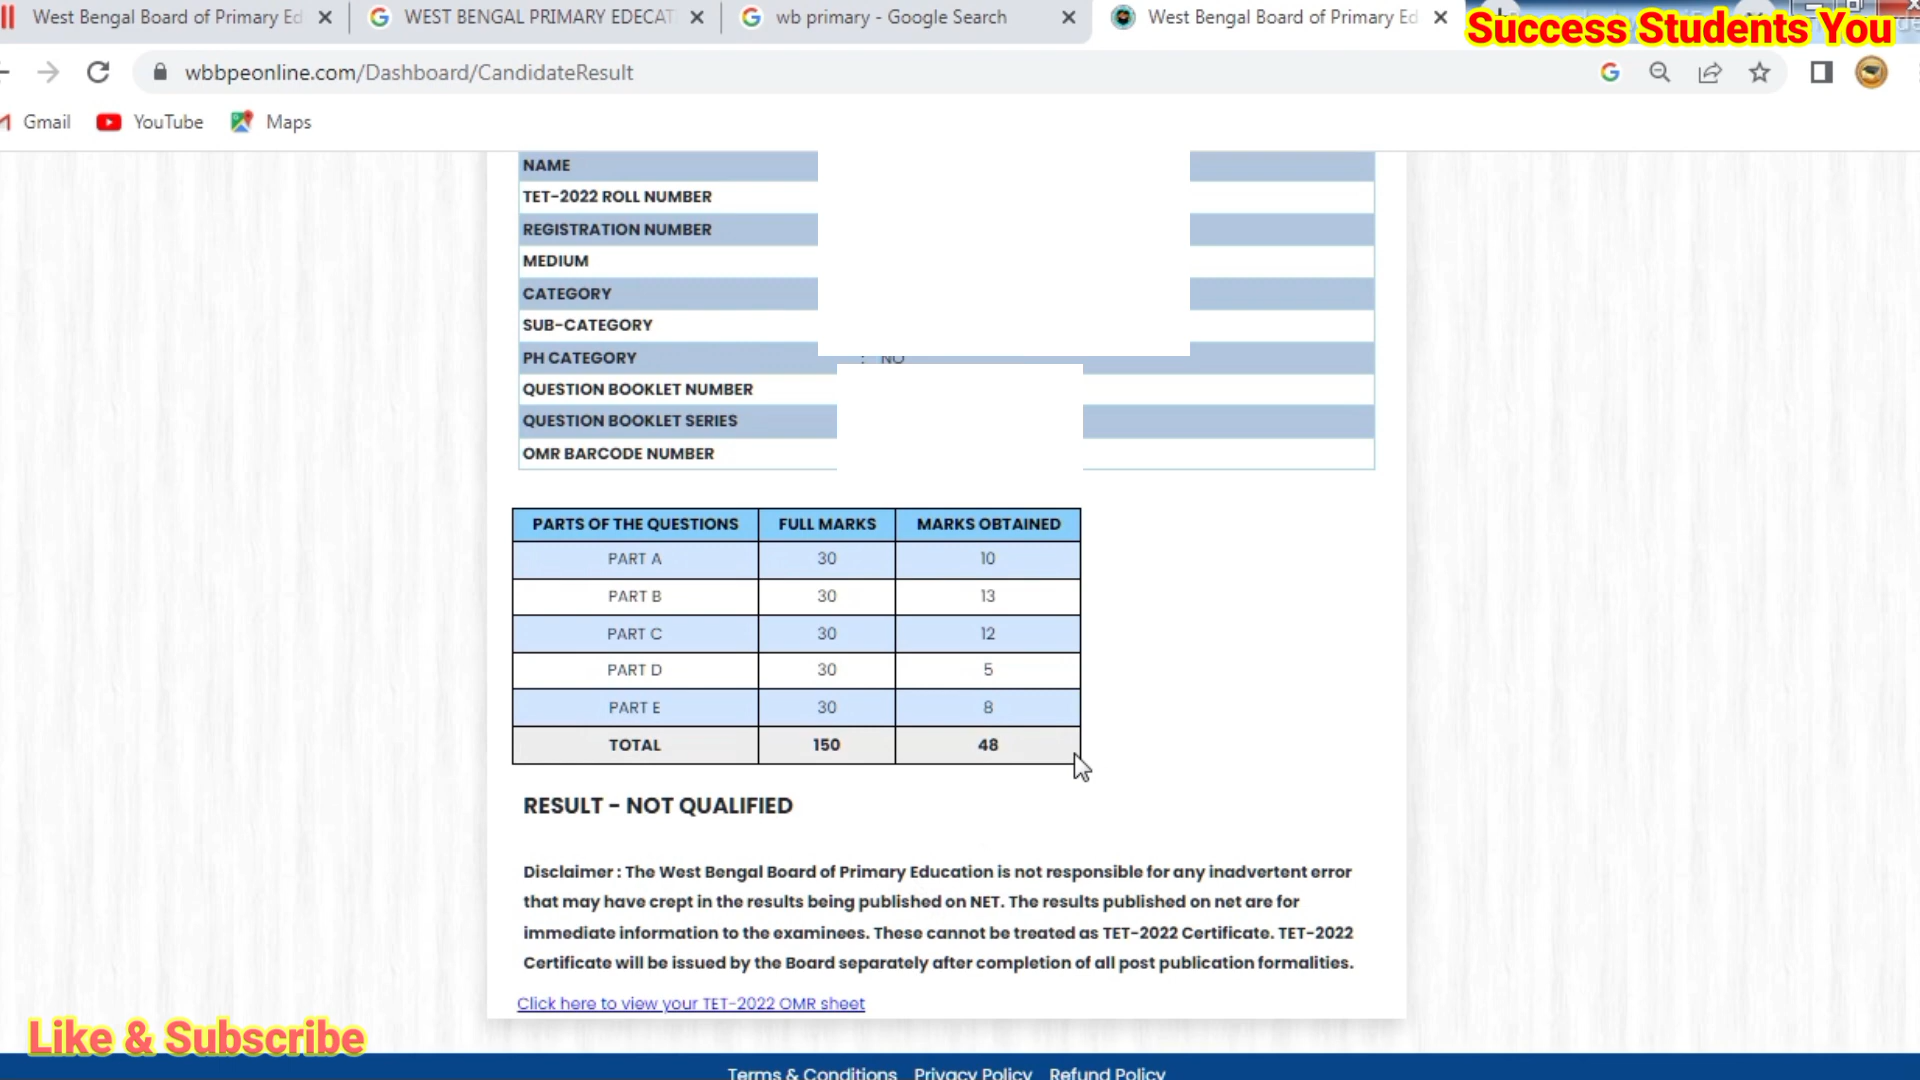 West Bengal Board of Primary Ed
WEST BENGAL PRIMARY EDECAT
wb primary - Google Search
West Bengal Board of Primary Ed
Success Students You
wbbpeonline.com/Dashboard/CandidateResult
Gmail YouTube Maps
NAME
TET-2022 ROLL NUMBER
REGISTRATION NUMBER
MEDIUM
CATEGORY
SUB-CATEGORY
PH CATEGORY : NO
QUESTION BOOKLET NUMBER
QUESTION BOOKLET SERIES
OMR BARCODE NUMBER
PARTS OF THE QUESTIONS FULL MARKS MARKS OBTAINED
PART A 30 10
PART B 30 13
PART C 30 12
PART D 30 5
PART E 30 8
TOTAL 150 48
RESULT - NOT QUALIFIED
Disclaimer : The West Bengal Board of Primary Education is not responsible for any inadvertent error
that may have crept in the results being published on NET. The results published on net are for
immediate information to the examinees. These cannot be treated as TET-2022 Certificate. TET-2022
Certificate will be issued by the Board separately after completion of all post publication formalities.
Click here to view your TET-2022 OMR sheet
Like & Subscribe
Terms & Conditions Privacy Policy Refund Policy